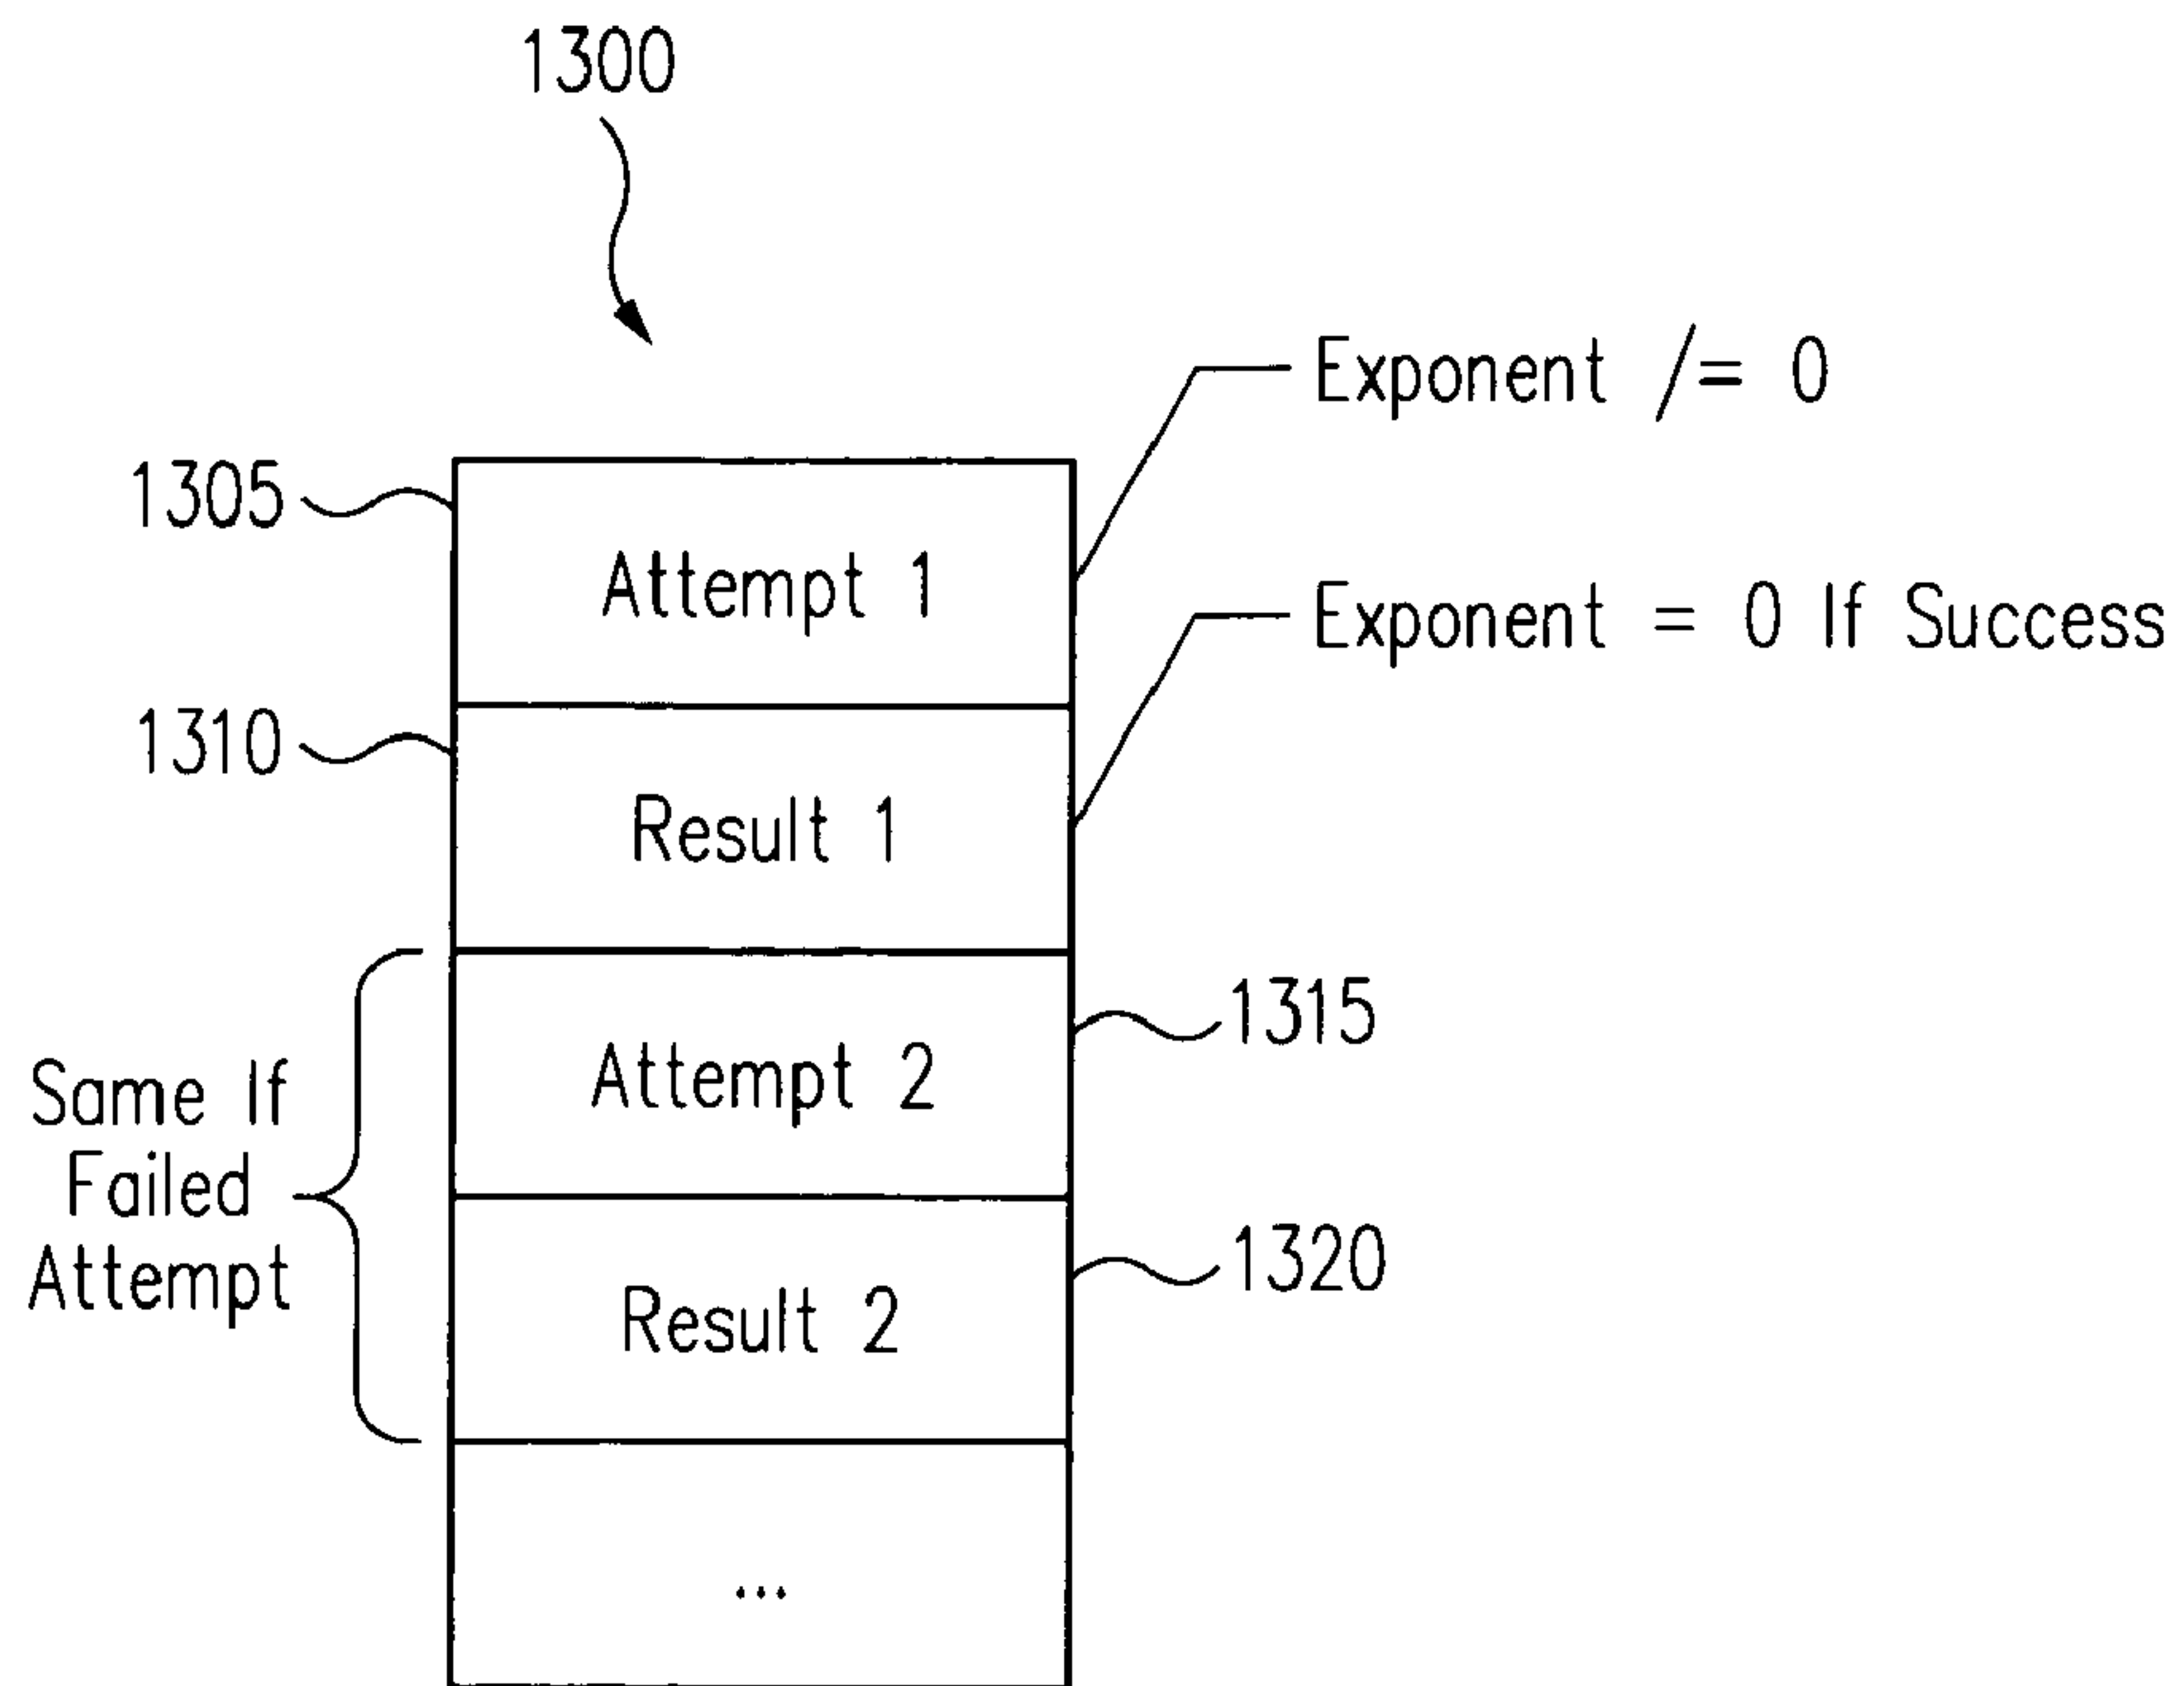 1300
Exponent /= 0
1305
Attempt 1
Exponent = 0 If Success
1310
Result 1
1315
Attempt 2
Same If
Failed
Attempt
1320
Result 2
...